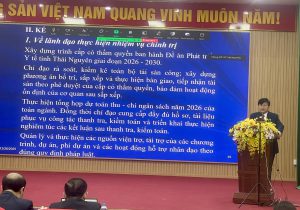 SẢN VIỆT NAM QUANG VINH MUÔN NĂM!
II. KẾ
1. Về lãnh đạo thực hiện nhiệm vụ chính trị
Xây dựng trình cấp có thẩm quyền ban hành Đề án Phát tr
Y tế tỉnh Thái Nguyên giai đoạn 2026 - 2030.
Chỉ đạo rà soát, kiểm kê toàn bộ tài sản công; xây dựng
phương án bố trí, sắp xếp và thực hiện bàn giao, tiếp nhận tài
sản theo phê duyệt của cấp có thẩm quyền, bảo đảm hoạt động
ổn định của cơ quan sau sắp xếp.
Thực hiện tổng hợp dự toán thu - chi ngân sách năm 2026 của
toàn ngành. Đồng thời chỉ đạo cung cấp đầy đủ hồ sơ, tài liệu
phục vụ công tác thanh tra, kiểm toán và triển khai thực hiện
nghiêm túc các kết luận sau thanh tra, kiểm toán.
Quản lý và thực hiện các nguồn viện trợ, tài trợ của các chương
trình, dự án, phi dự án và các hoạt động hỗ trợ nhân đạo theo
đúng quy định pháp luật.